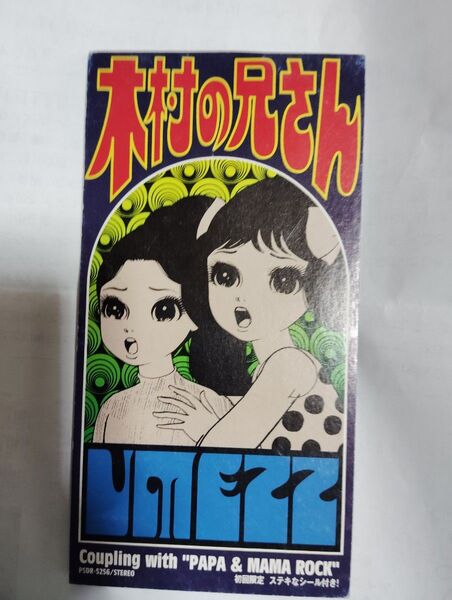 木村の兄さん
UMEZZ
Coupling with "PAPA & MAMA ROCK"
PSDR-5256/STEREO
初回限定 ステキなシール付き!